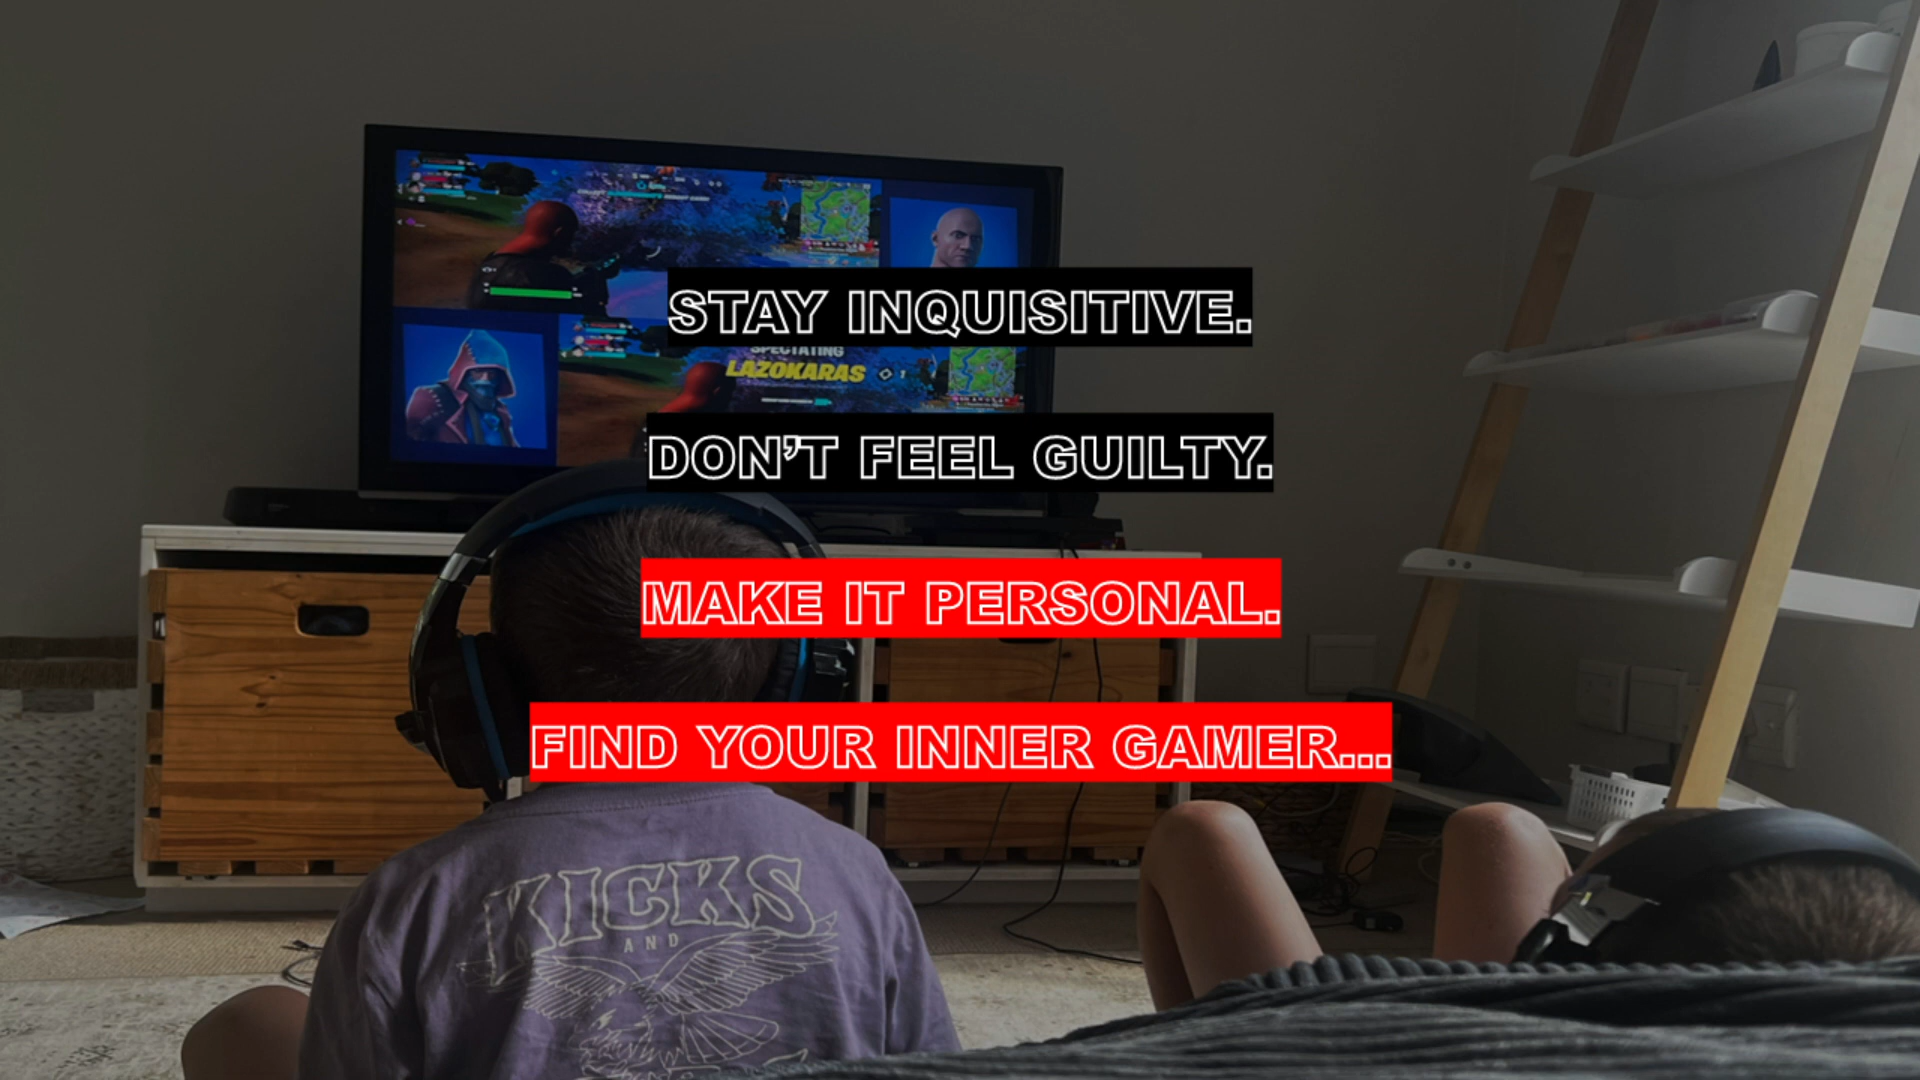 STAY INQUISITIVE.
SPECTATING
LAZOKARAS
DON’T FEEL GUILTY.
MAKE IT PERSONAL.
FIND YOUR INNER GAMER...
KICKS
AND